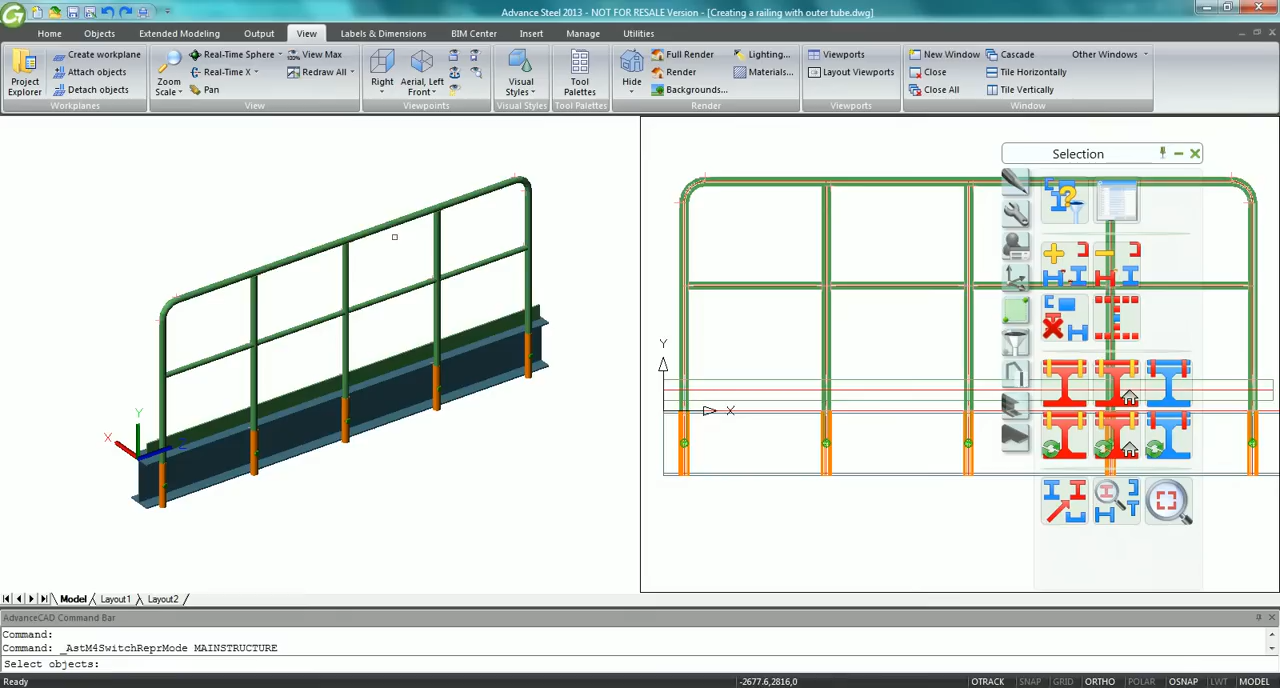 Advance Steel 2013 - NOT FOR RESALE Version - [Creating a railing with outer tube.dwg]
Home Objects Extended Modeling Output View Labels & Dimensions BIM Center Insert Manage Utilities
Project Explorer
Create workplane
Attach objects
Detach objects
Workplanes
Zoom Scale
Real-Time Sphere
Real-Time X
Pan
View Max
Redraw All
View
Right
Aerial, Left Front
Viewpoints
Visual Styles
Visual Styles
Tool Palettes
Tool Palettes
Hide
Full Render
Render
Backgrounds...
Lighting...
Materials...
Render
Viewports
Layout Viewports
Viewports
New Window
Close
Close All
Cascade
Tile Horizontally
Tile Vertically
Other Windows
Window
Selection
Y
X
Z
Y
X
Model Layout1 Layout2
AdvanceCAD Command Bar
Command:
Command: _AstM4SwitchReprMode MAINSTRUCTURE
Select objects:
Ready
-2677.6,2816,0
OTRACK SNAP GRID ORTHO POLAR OSNAP LWT MODEL